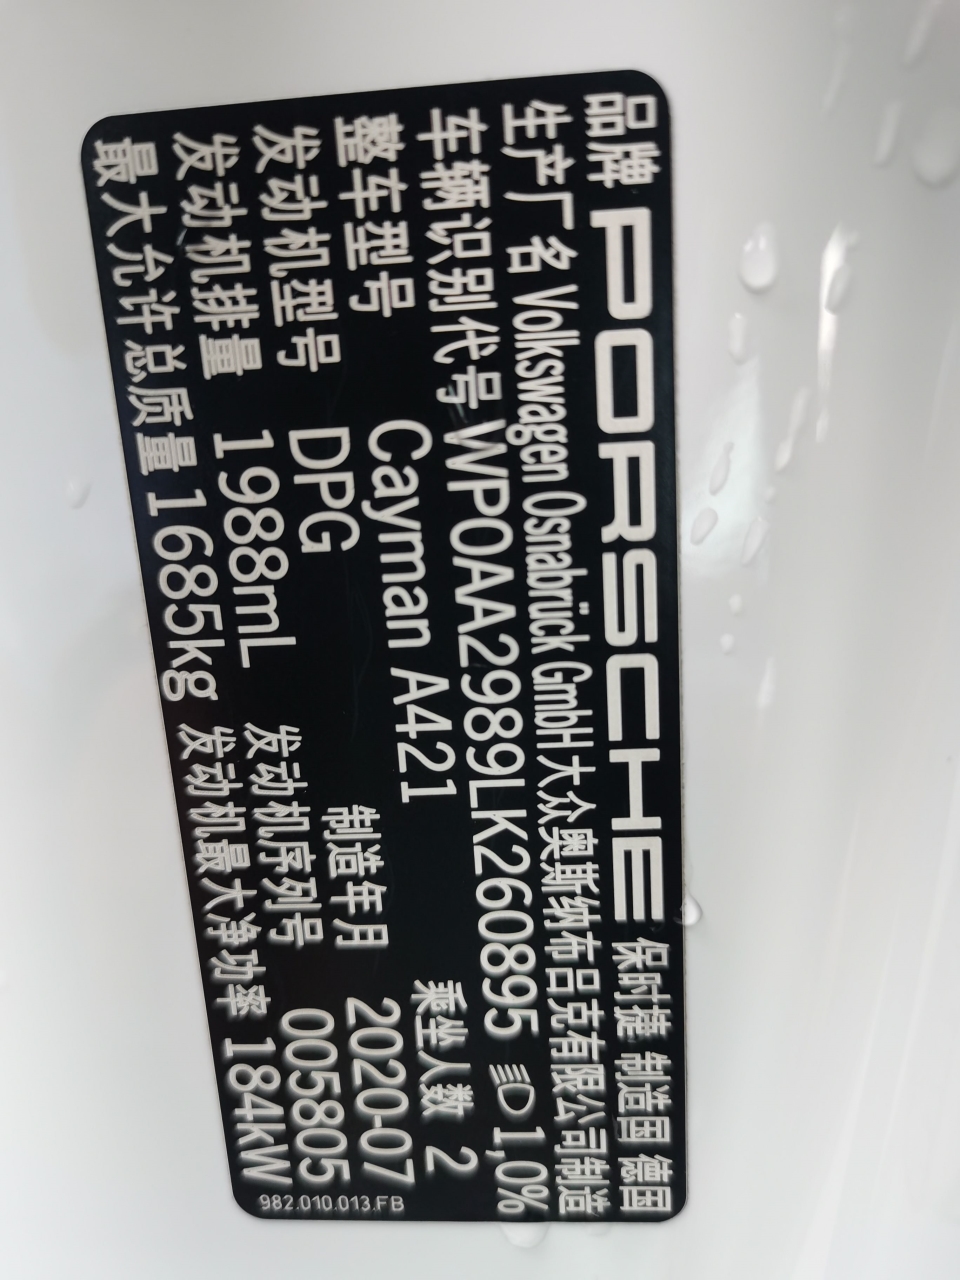 品牌 PORSCHE 保时捷 制造国 德国
生产厂名 Volkswagen Osnabrück GmbH 大众奥斯纳布吕克有限公司制造
车辆识别代号 WP0AA2989LK260895 1,0%
整车型号 Cayman A421 乘坐人数 2
发动机型号 DPG 制造年月 2020-07
发动机排量 1988mL 发动机序列号 005805
最大允许总质量 1685kg 发动机最大净功率 184kW
982.010.013.FB